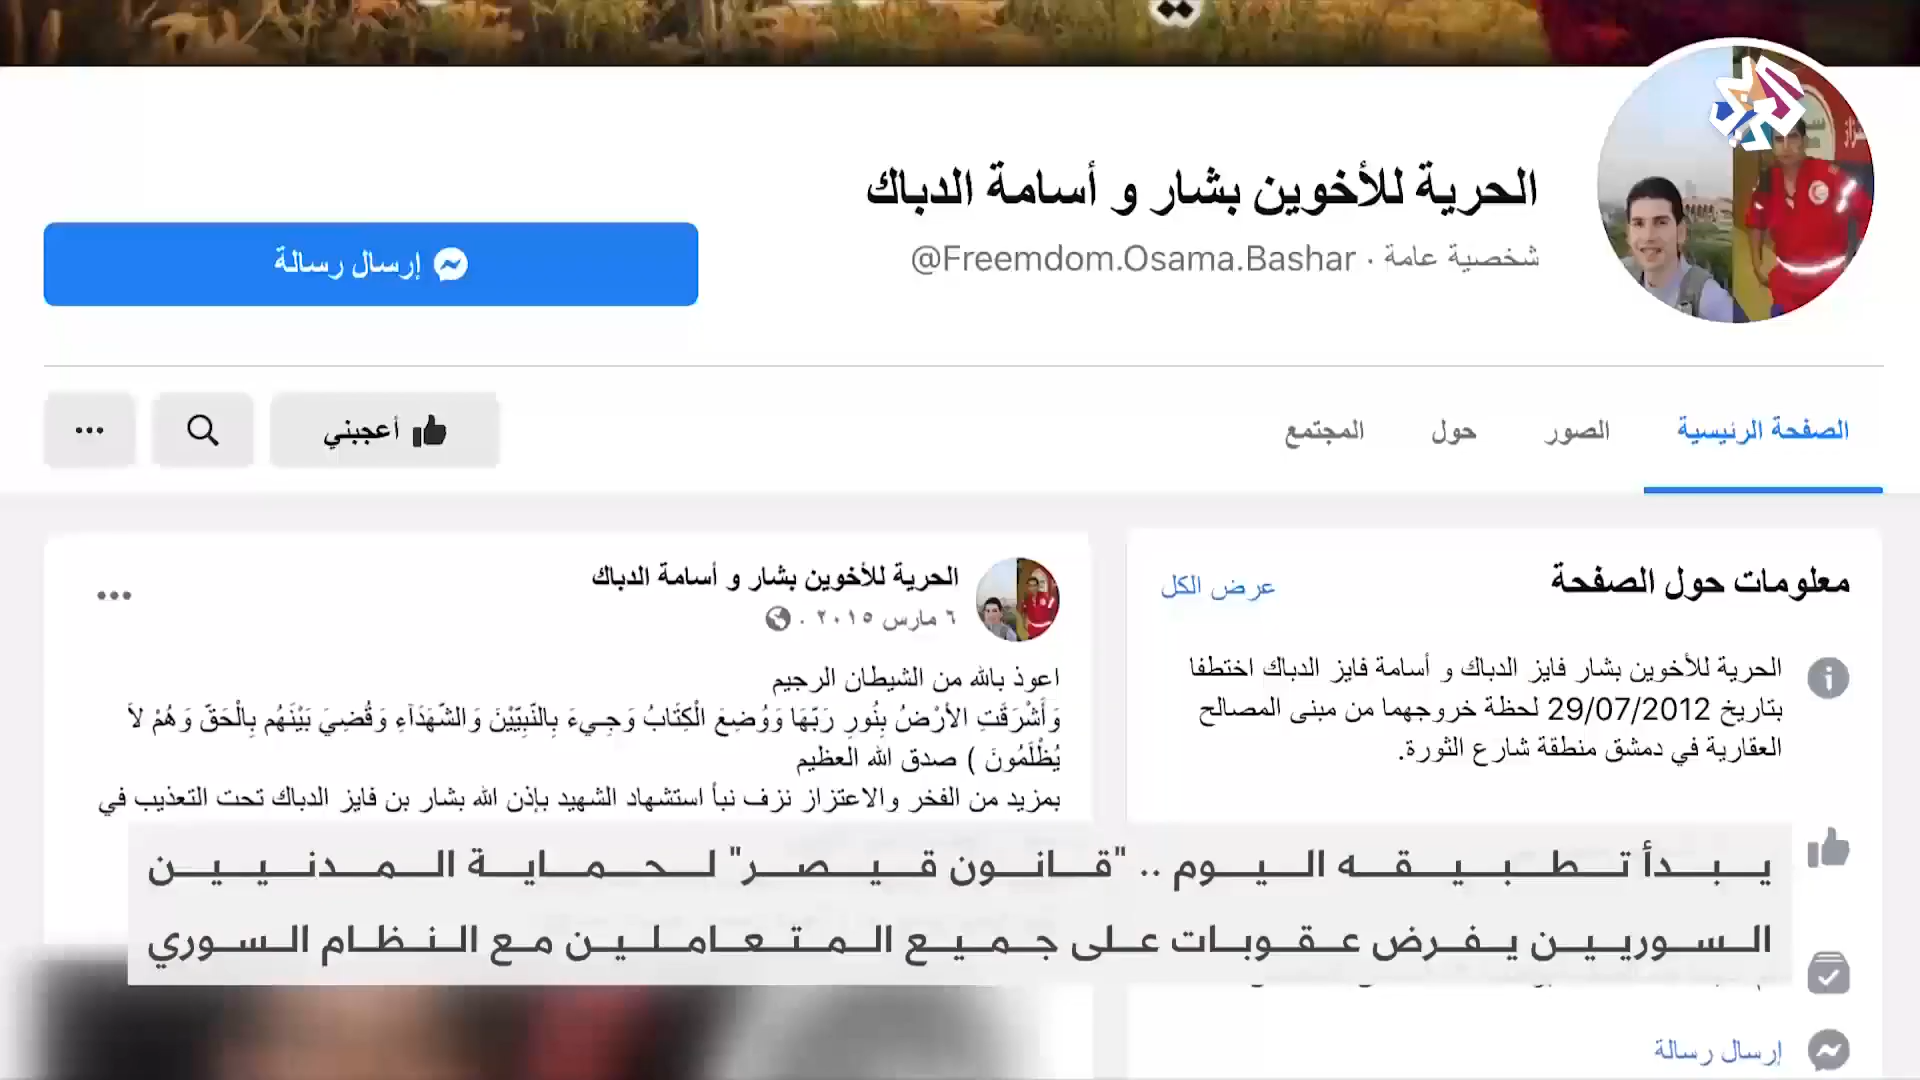 الحرية للأخوين بشار و أسامة الدباك
شخصية عامة · @Freemdom.Osama.Bashar
إرسال رسالة
الصفحة الرئيسية
الصور
حول
المجتمع
أعجبني
معلومات حول الصفحة
عرض الكل
الحرية للأخوين بشار فايز الدباك و أسامة فايز الدباك اختطفا
بتاريخ 29/07/2012 لحظة خروجهما من مبنى المصالح
العقارية في دمشق منطقة شارع الثورة.
إرسال رسالة
الحرية للأخوين بشار و أسامة الدباك
٦ مارس ٢٠١٥ ·
اعوذ بالله من الشيطان الرجيم
وَأَشْرَقَتِ الأَرْضُ بِنُورِ رَبِّهَا وَوُضِعَ الْكِتَابُ وَجِيءَ بِالنَّبِيِّيْنَ وَالشُّهَدَآءِ وَقُضِيَ بَيْنَهُم بِالْحَقِّ وَهُمْ لاَ
يُظْلَمُونَ ) صدق الله العظيم
بمزيد من الفخر والاعتزاز نزف نبأ استشهاد الشهيد بإذن الله بشار بن فايز الدباك تحت التعذيب في
يبدأ تطبيقه اليوم .. "قانون قيصر" لحماية المدنيين
السوريين يفرض عقوبات على جميع المتعاملين مع النظام السوري